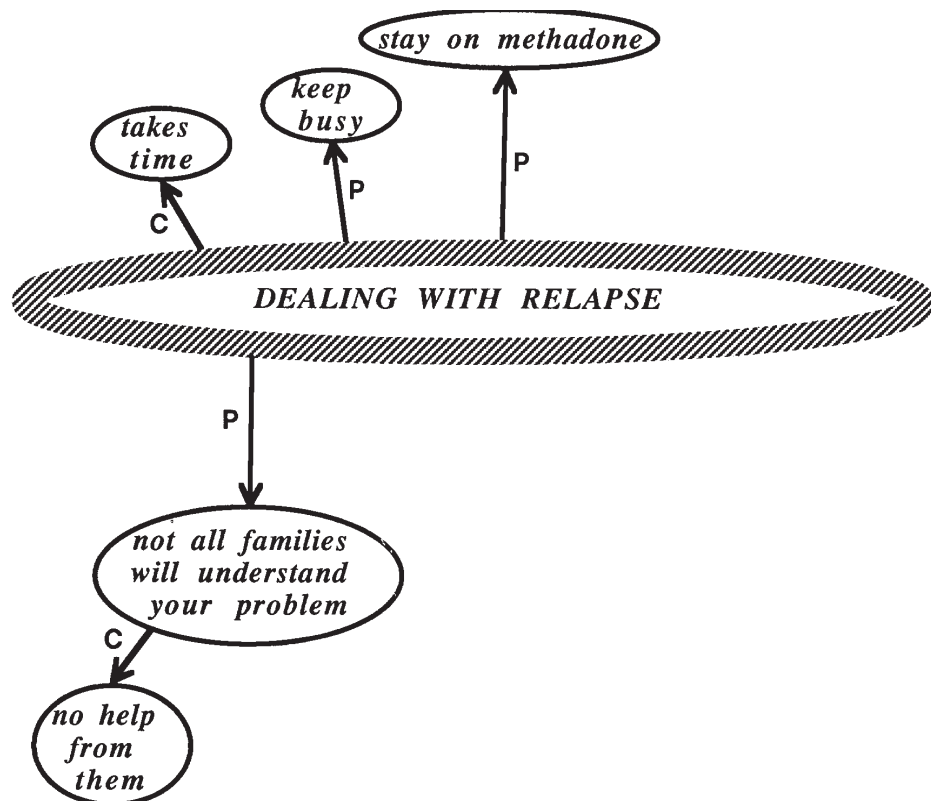 stay on methadone
keep
busy
takes
time
P
P
C
DEALING WITH RELAPSE
P
not all families
will understand
your problem
C
no help
from
them